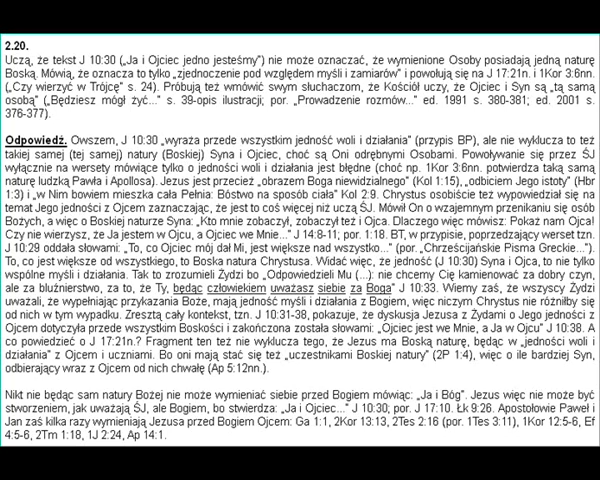 2.20.
Uczą, że tekst J 10:30 („Ja i Ojciec jedno jesteśmy”) nie może oznaczać, że wymienione Osoby posiadają jedną naturę
Boską. Mówią, że oznacza to tylko „zjednoczenie pod względem myśli i zamiarów” i powołują się na J 17:21n. i 1Kor 3:6nn.
(„Czy wierzyć w Trójcę” s. 24). Próbują też wmówić swym słuchaczom, że Kościół uczy, że Ojciec i Syn są „tą samą
osobą” („Będziesz mógł żyć...” s. 39-opis ilustracji; por. „Prowadzenie rozmów...” ed. 1991 s. 380-381; ed. 2001 s.
376-377).
Odpowiedź. Owszem, J 10:30 „wyraża przede wszystkim jedność woli i działania” (przypis BP), ale nie wyklucza to też
takiej samej (tej samej) natury (Boskiej) Syna i Ojciec, choć są Oni odrębnymi Osobami. Powoływanie się przez ŚJ
wyłącznie na wersety mówiące tylko o jedności woli i działania jest błędne (choć np. 1Kor 3:6nn. potwierdza taką samą
naturę ludzką Pawła i Apollosa). Jezus jest przecież „obrazem Boga niewidzialnego” (Kol 1:15), „odbiciem Jego istoty” (Hbr
1:3) i „w Nim bowiem mieszka cała Pełnia: Bóstwo na sposób ciała” Kol 2:9. Chrystus osobiście też wypowiedział się na
temat Jego jedności z Ojcem zaznaczając, że jest to coś więcej niż uczą ŚJ. Mówił On o wzajemnym przenikaniu się osób
Bożych, a więc o Boskiej naturze Syna: „Kto mnie zobaczył, zobaczył też i Ojca. Dlaczego więc mówisz: Pokaż nam Ojca!
Czy nie wierzysz, że Ja jestem w Ojcu, a Ojciec we Mnie...” J 14:8-11; por. 1:18. BT, w przypisie, poprzedzający werset tzn.
J 10:29 oddała słowami: „To, co Ojciec mój dał Mi, jest większe nad wszystko...” (por. „Chrześcijańskie Pisma Greckie...”).
To, co jest większe od wszystkiego, to Boska natura Chrystusa. Widać więc, że jedność (J 10:30) Syna i Ojca, to nie tylko
wspólne myśli i działania. Tak to zrozumieli Żydzi bo „Odpowiedzieli Mu (...): nie chcemy Cię kamienować za dobry czyn,
ale za bluźnierstwo, za to, że Ty, będąc człowiekiem uważasz siebie za Boga” J 10:33. Wiemy zaś, że wszyscy Żydzi
uważali, że wypełniając przykazania Boże, mają jedność myśli i działania z Bogiem, więc niczym Chrystus nie różniłby się
od nich w tym wypadku. Zresztą cały kontekst, tzn. J 10:31-38, pokazuje, że dyskusja Jezusa z Żydami o Jego jedności z
Ojcem dotyczyła przede wszystkim Boskości i zakończona została słowami: „Ojciec jest we Mnie, a Ja w Ojcu” J 10:38. A
co powiedzieć o J 17:21n.? Fragment ten też nie wyklucza tego, że Jezus ma Boską naturę, będąc w „jedności woli i
działania” z Ojcem i uczniami. Bo oni mają stać się też „uczestnikami Boskiej natury” (2P 1:4), więc o ile bardziej Syn,
odbierający wraz z Ojcem od nich chwałę (Ap 5:12nn.).
Nikt nie będąc sam natury Bożej nie może wymieniać siebie przed Bogiem mówiąc: „Ja i Bóg”. Jezus więc nie może być
stworzeniem, jak uważają ŚJ, ale Bogiem, bo stwierdza: „Ja i Ojciec...” J 10:30; por. J 17:10. Łk 9:26. Apostołowie Paweł i
Jan zaś kilka razy wymieniają Jezusa przed Bogiem Ojcem: Ga 1:1, 2Kor 13:13, 2Tes 2:16 (por. 1Tes 3:11), 1Kor 12:5-6, Ef
4:5-6, 2Tm 1:18, 1J 2:24, Ap 14:1.